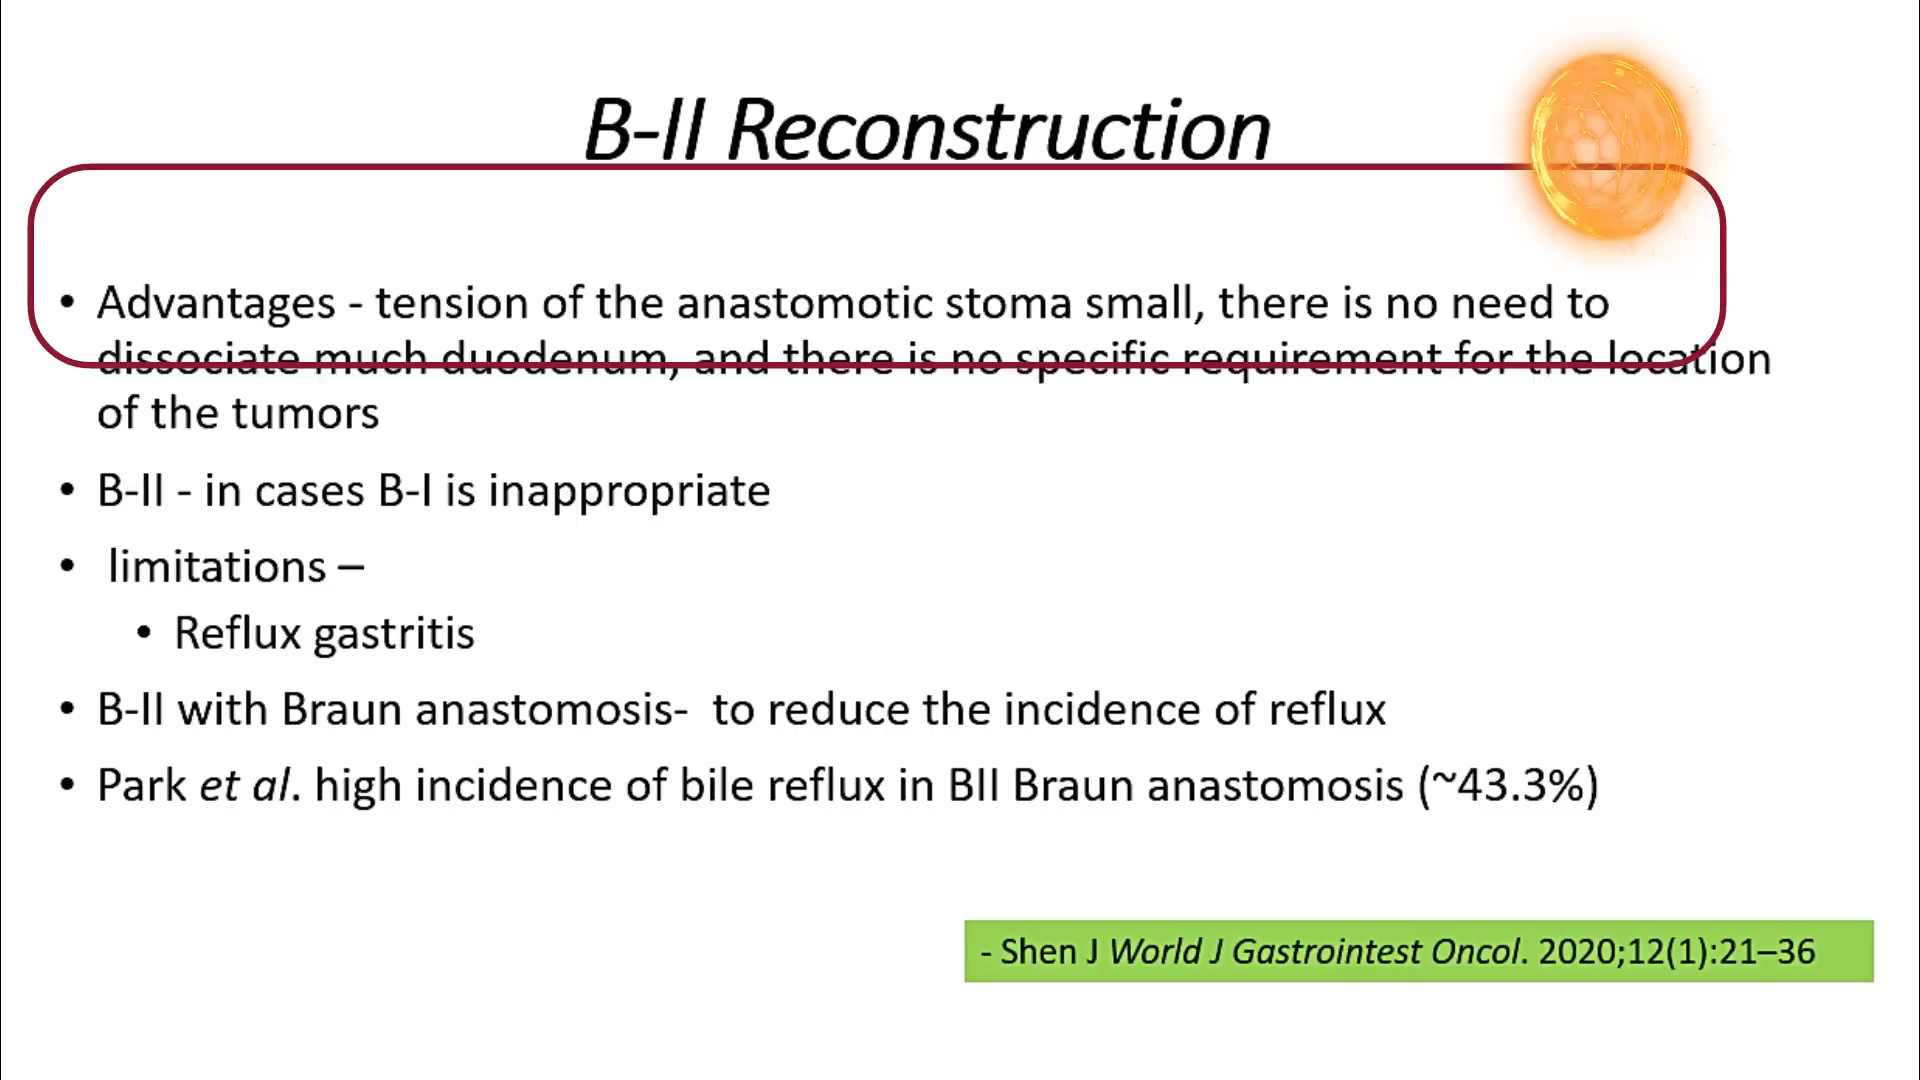 B-II Reconstruction
• Advantages - tension of the anastomotic stoma small, there is no need to
dissociate much duodenum, and there is no specific requirement for the location
of the tumors
• B-II - in cases B-I is inappropriate
• limitations –
• Reflux gastritis
• B-II with Braun anastomosis- to reduce the incidence of reflux
• Park et al. high incidence of bile reflux in BII Braun anastomosis (~43.3%)
- Shen J World J Gastrointest Oncol. 2020;12(1):21–36